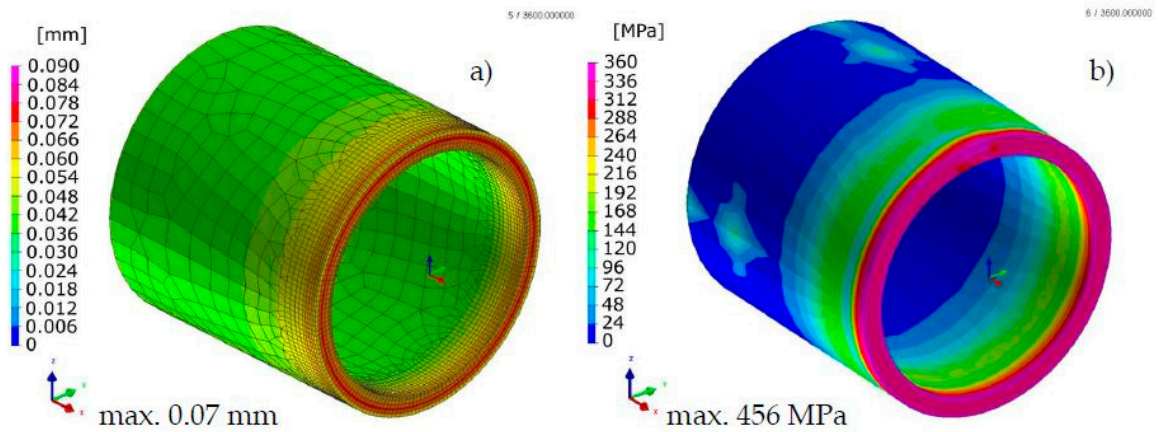 5 / 3600.000000
[mm]
0.090
0.084
0.078
0.072
0.066
0.060
0.054
0.048
0.042
0.036
0.030
0.024
0.018
0.012
0.006
0
a)
z
y
x
max. 0.07 mm
6 / 3600.000000
[MPa]
360
336
312
288
264
240
216
192
168
144
120
96
72
48
24
0
b)
z
y
x
max. 456 MPa